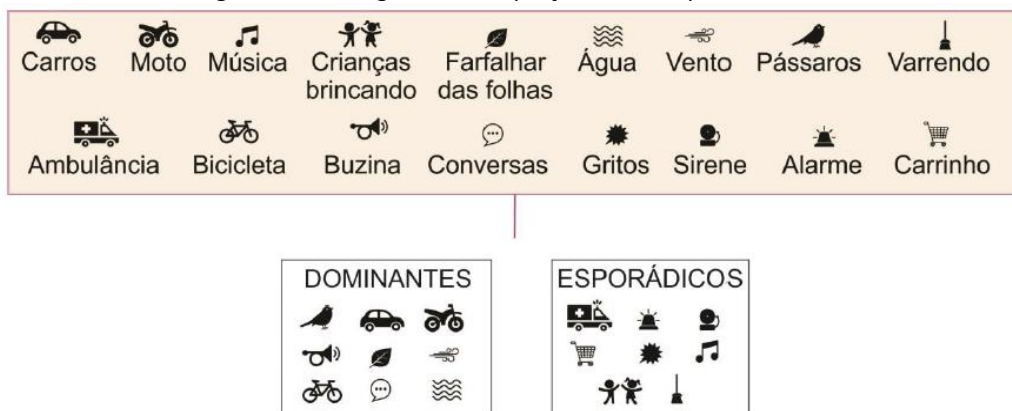 Carros Moto Música Crianças brincando Farfalhar das folhas Água Vento Pássaros Varrendo
Ambulância Bicicleta Buzina Conversas Gritos Sirene Alarme Carrinho
DOMINANTES
ESPORÁDICOS